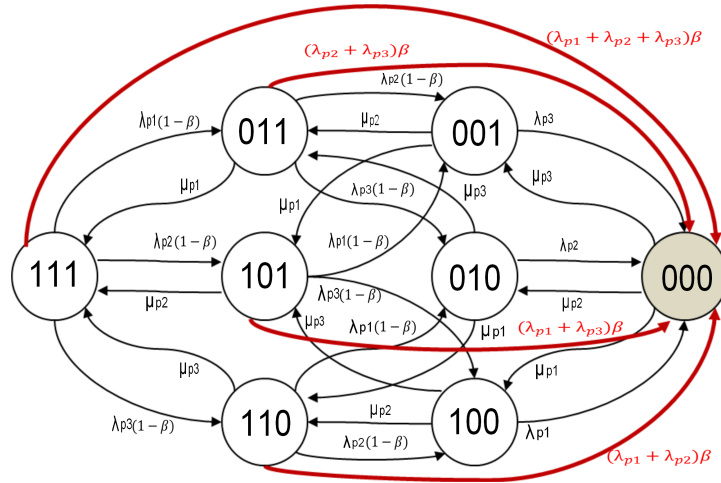 (λp2 + λp3)β
(λp1 + λp2 + λp3)β
λp2(1-β)
λp1(1-β)
011
μp2
001
λp3
μp1
λp3(1-β)
μp3
μp3
μp1
λp2(1-β)
λp1(1-β)
λp2
111
101
010
000
μp2
λp3(1-β)
μp2
μp3
λp1(1-β)
μp1
(λp1 + λp3)β
μp3
μp1
λp3(1-β)
110
μp2
100
λp2(1-β)
λp1
(λp1 + λp2)β